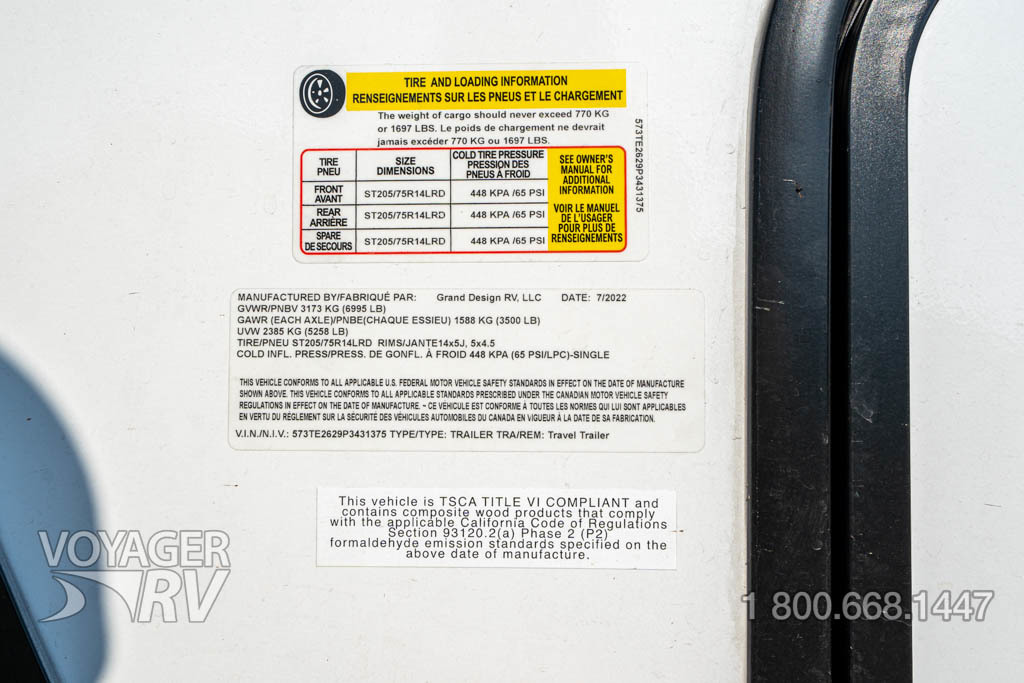 TIRE AND LOADING INFORMATION
RENSEIGNEMENTS SUR LES PNEUS ET LE CHARGEMENT
The weight of cargo should never exceed 770 KG
or 1697 LBS. Le poids de chargement ne devrait
jamais excéder 770 KG ou 1697 LBS.
TIRE PNEU SIZE DIMENSIONS COLD TIRE PRESSURE PRESSION DES PNEUS À FROID
FRONT AVANT ST205/75R14LRD 448 KPA /65 PSI
REAR ARRIÈRE ST205/75R14LRD 448 KPA /65 PSI
SPARE DE SECOURS ST205/75R14LRD 448 KPA /65 PSI
SEE OWNER'S
MANUAL FOR
ADDITIONAL
INFORMATION
VOIR LE MANUEL
DE L'USAGER
POUR PLUS DE
RENSEIGNEMENTS
573TE2629P3431375
MANUFACTURED BY/FABRIQUÉ PAR: Grand Design RV, LLC DATE: 7/2022
GVWR/PNBV 3173 KG (6995 LB)
GAWR (EACH AXLE)/PNBE(CHAQUE ESSIEU) 1588 KG (3500 LB)
UVW 2385 KG (5258 LB)
TIRE/PNEU ST205/75R14LRD RIMS/JANTE14x5J, 5x4.5
COLD INFL. PRESS/PRESS. DE GONFL. À FROID 448 KPA (65 PSI/LPC)-SINGLE
THIS VEHICLE CONFORMS TO ALL APPLICABLE U.S. FEDERAL MOTOR VEHICLE SAFETY STANDARDS IN EFFECT ON THE DATE OF MANUFACTURE
SHOWN ABOVE. THIS VEHICLE CONFORMS TO ALL APPLICABLE STANDARDS PRESCRIBED UNDER THE CANADIAN MOTOR VEHICLE SAFETY
REGULATIONS IN EFFECT ON THE DATE OF MANUFACTURE. - CE VÉHICULE EST CONFORME À TOUTES LES NORMES QUI LUI SONT APPLICABLES
EN VERTU DU RÉGLEMENT SUR LA SÉCURITÉ DES VÉHICULES AUTOMOBILES DU CANADA EN VIGUEUR À LA DATE DE SA FABRICATION.
V.I.N./N.I.V.: 573TE2629P3431375 TYPE/TYPE: TRAILER TRA/REM: Travel Trailer
This vehicle is TSCA TITLE VI COMPLIANT and
contains composite wood products that comply
with the applicable California Code of Regulations
Section 93120.2(a) Phase 2 (P2)
formaldehyde emission standards specified on the
above date of manufacture.
VOYAGER
RV
1 800.668.1447